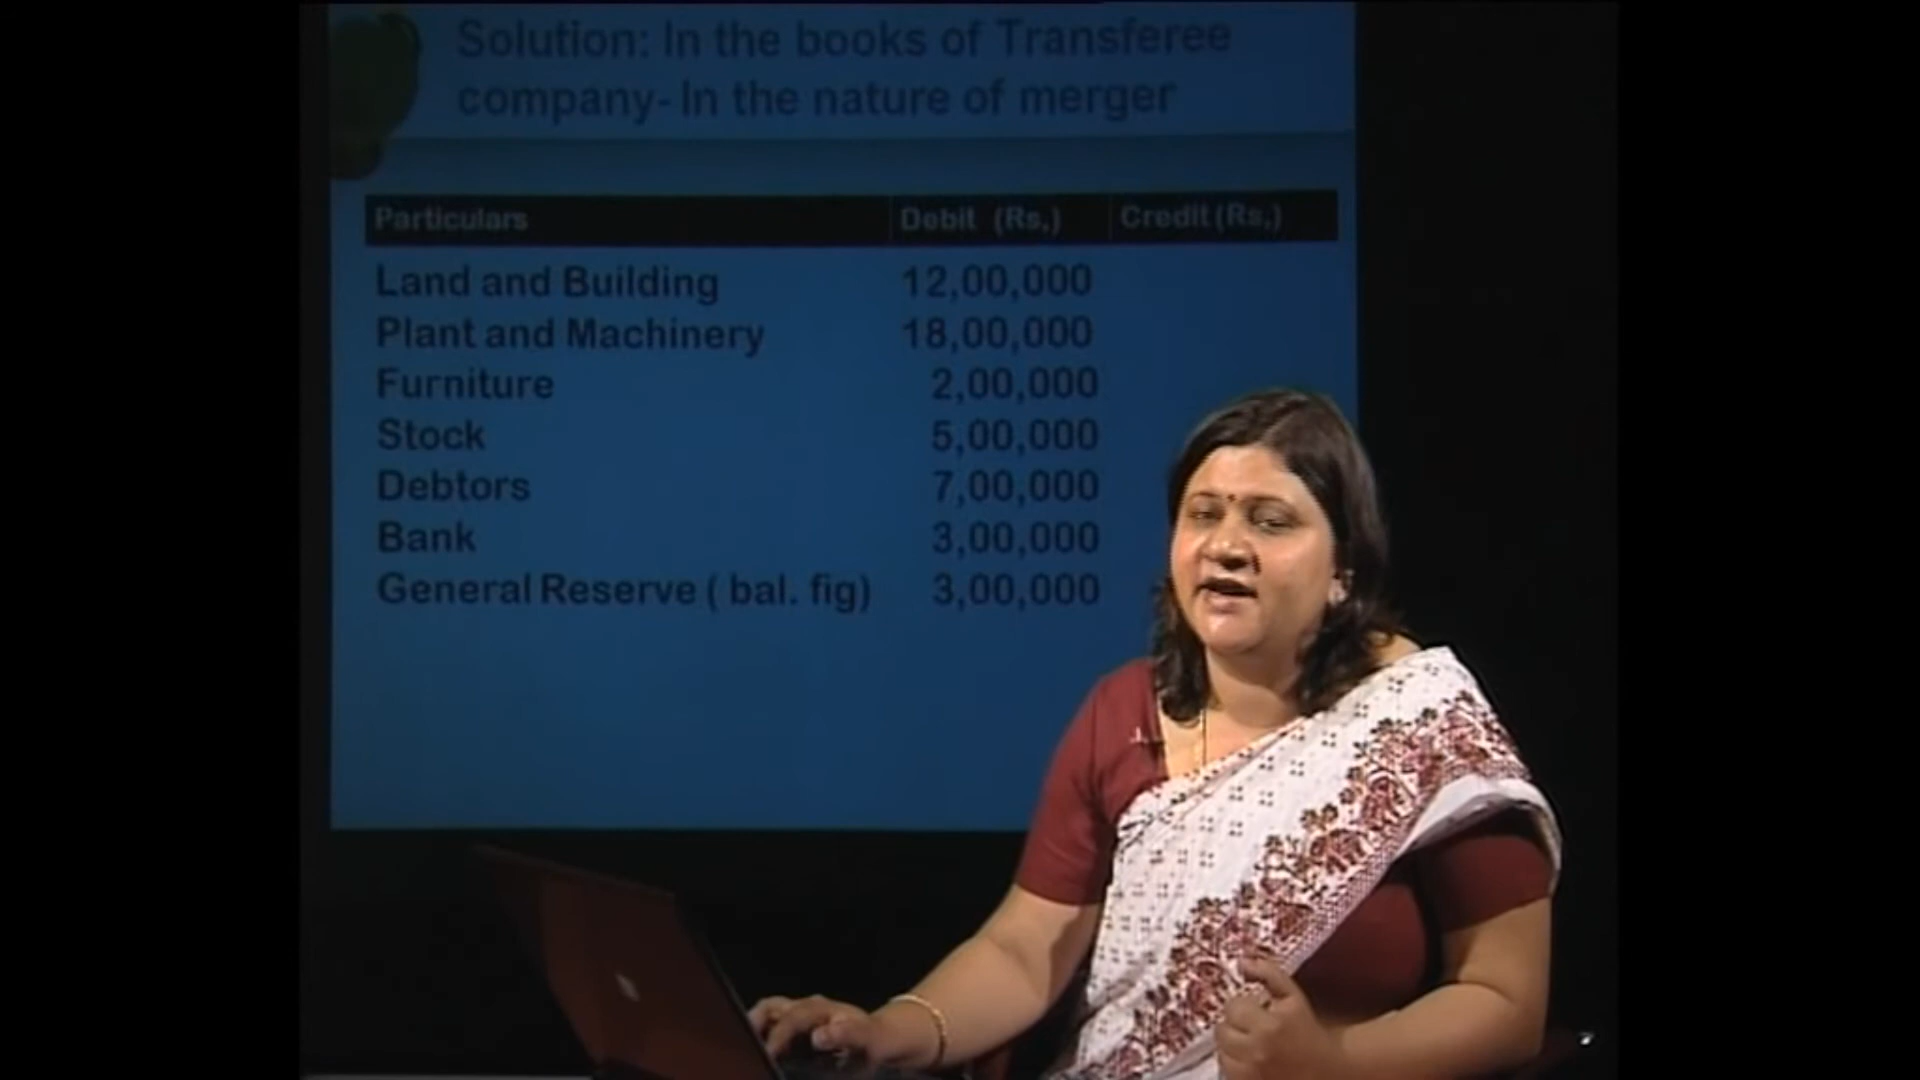 Solution: In the books of Transferee
company- In the nature of merger
Particulars Debit (Rs,) Credit (Rs,)
Land and Building 12,00,000
Plant and Machinery 18,00,000
Furniture 2,00,000
Stock 5,00,000
Debtors 7,00,000
Bank 3,00,000
General Reserve ( bal. fig) 3,00,000